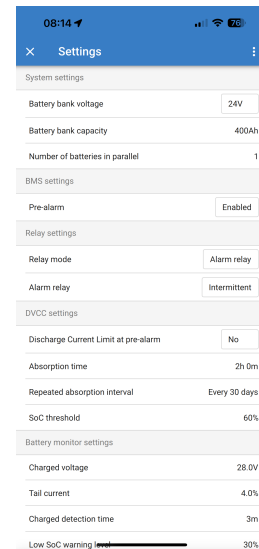 08:14
76
Settings
System settings
Battery bank voltage 24V
Battery bank capacity 400Ah
Number of batteries in parallel 1
BMS settings
Pre-alarm Enabled
Relay settings
Relay mode Alarm relay
Alarm relay Intermittent
DVCC settings
Discharge Current Limit at pre-alarm No
Absorption time 2h 0m
Repeated absorption interval Every 30 days
SoC threshold 60%
Battery monitor settings
Charged voltage 28.0V
Tail current 4.0%
Charged detection time 3m
Low SoC warning level 30%